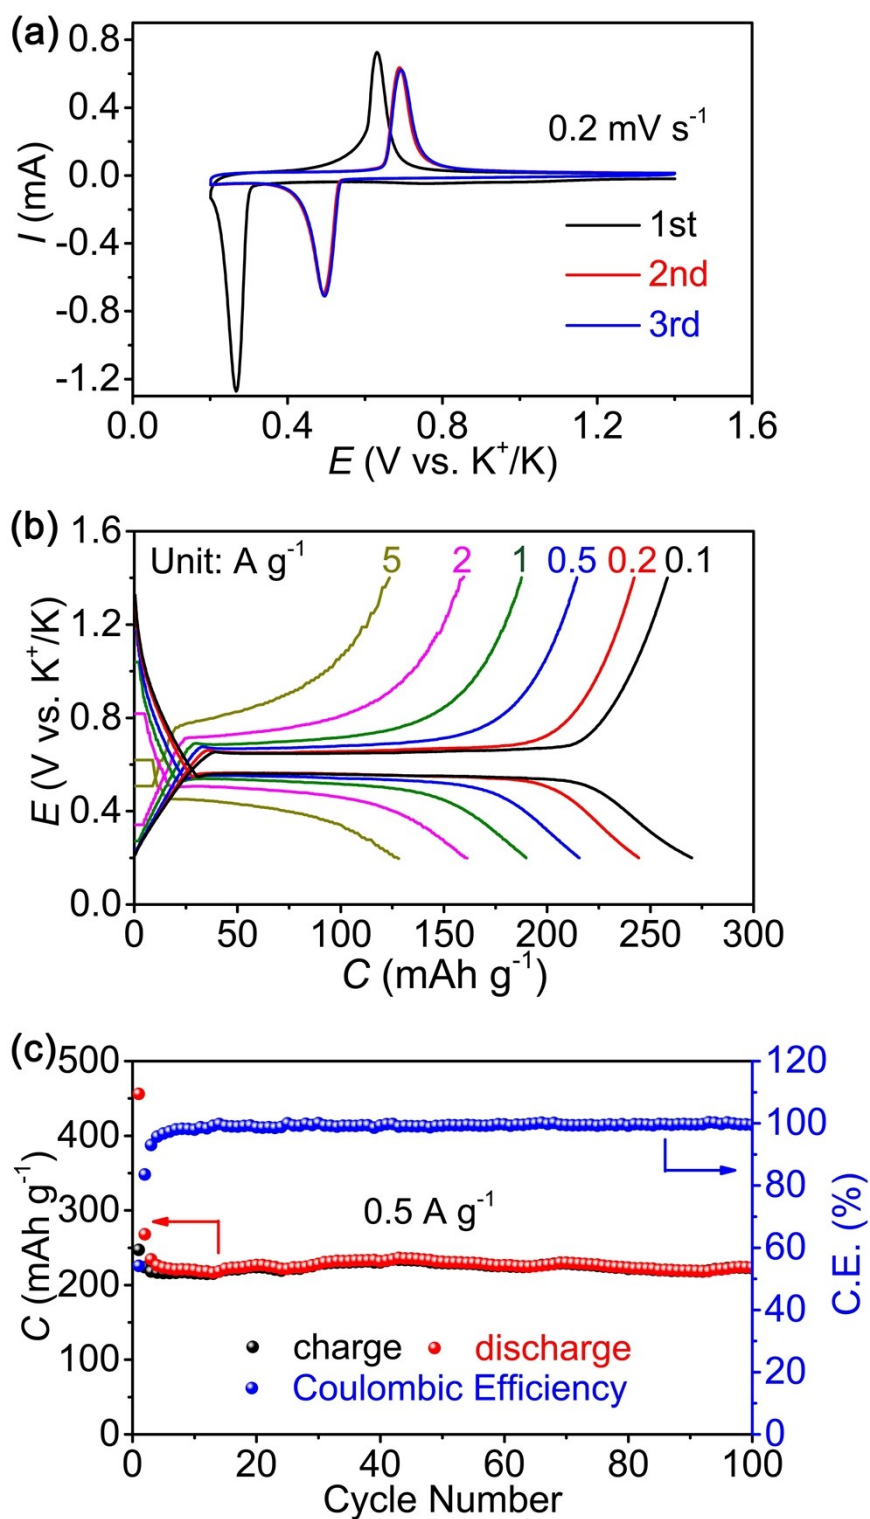 (a)
0.8
0.4
0.0
-0.4
-0.8
-1.2
I (mA)
0.2 mV s⁻¹
1st
2nd
3rd
0.0 0.4 0.8 1.2 1.6
E (V vs. K⁺/K)
(b)
1.6
1.2
0.8
0.4
0.0
E (V vs. K⁺/K)
Unit: A g⁻¹ 5 2 1 0.5 0.2 0.1
0 50 100 150 200 250 300
C (mAh g⁻¹)
(c)
500
400
300
200
100
0
C (mAh g⁻¹)
0.5 A g⁻¹
charge discharge
Coulombic Efficiency
120
100
80
60
40
20
0
C.E. (%)
0 20 40 60 80 100
Cycle Number